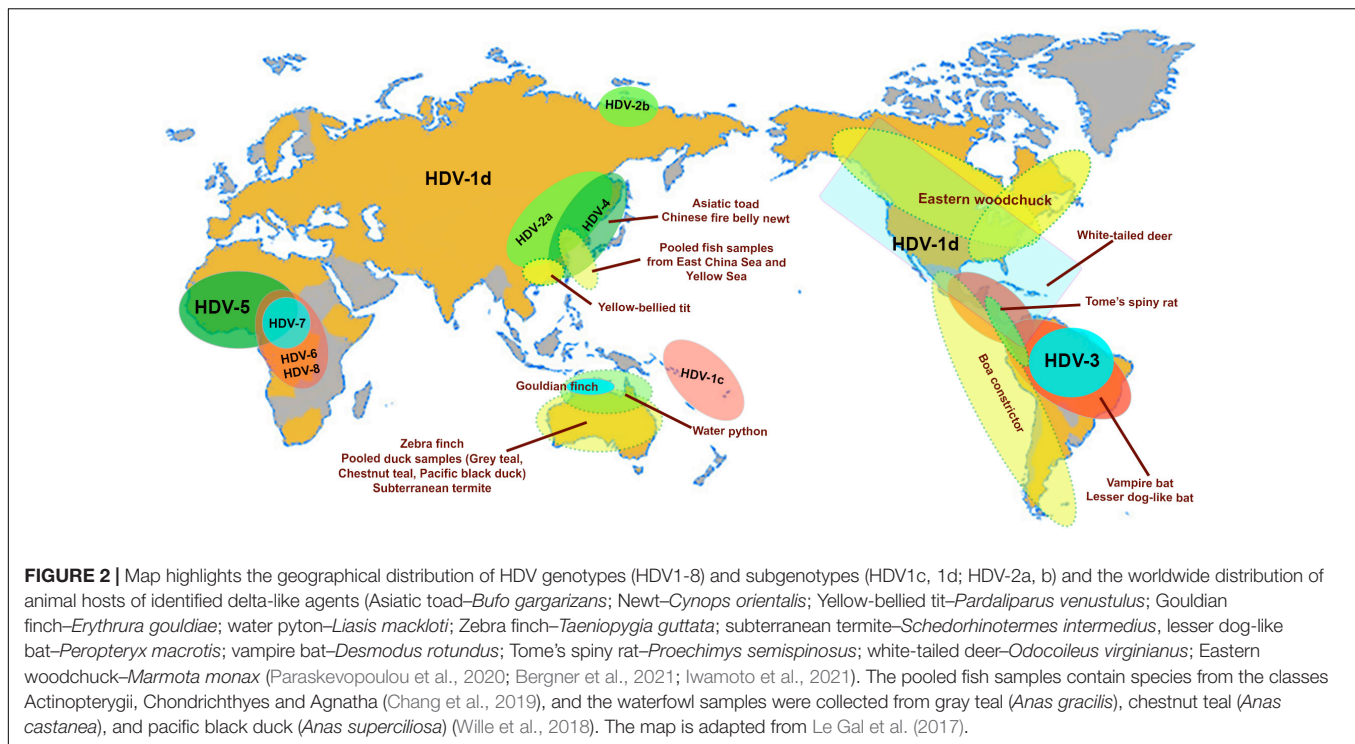 HDV-2b
HDV-1d
HDV-2a
HDV-4
Asiatic toad
Chinese fire belly newt
Pooled fish samples
from East China Sea and
Yellow Sea
Yellow-bellied tit
HDV-5
HDV-7
HDV-6
HDV-8
Gouldian finch
HDV-1c
Water python
Zebra finch
Pooled duck samples (Grey teal,
Chestnut teal, Pacific black duck)
Subterranean termite
Eastern woodchuck
HDV-1d
White-tailed deer
Tome's spiny rat
HDV-3
Boa constrictor
Vampire bat
Lesser dog-like bat
FIGURE 2 | Map highlights the geographical distribution of HDV genotypes (HDV1-8) and subgenotypes (HDV1c, 1d; HDV-2a, b) and the worldwide distribution of
animal hosts of identified delta-like agents (Asiatic toad–Bufo gargarizans; Newt–Cynops orientalis; Yellow-bellied tit–Pardaliparus venustulus; Gouldian
finch–Erythrura gouldiae; water pyton–Liasis mackloti; Zebra finch–Taeniopygia guttata; subterranean termite–Schedorhinotermes intermedius, lesser dog-like
bat–Peropteryx macrotis; vampire bat–Desmodus rotundus; Tome's spiny rat–Proechimys semispinosus; white-tailed deer–Odocoileus virginianus; Eastern
woodchuck–Marmota monax (Paraskevopoulou et al., 2020; Bergner et al., 2021; Iwamoto et al., 2021). The pooled fish samples contain species from the classes
Actinopterygii, Chondrichthyes and Agnatha (Chang et al., 2019), and the waterfowl samples were collected from gray teal (Anas gracilis), chestnut teal (Anas
castanea), and pacific black duck (Anas superciliosa) (Wille et al., 2018). The map is adapted from Le Gal et al. (2017).